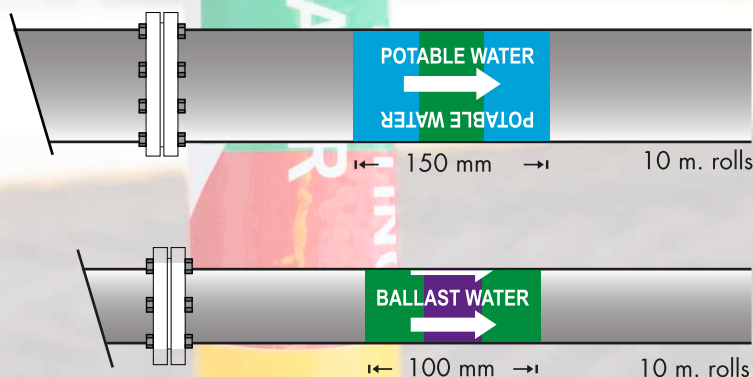 POTABLE WATER
POTABLE WATER
150 mm
10 m. rolls
BALLAST WATER
100 mm
10 m. rolls